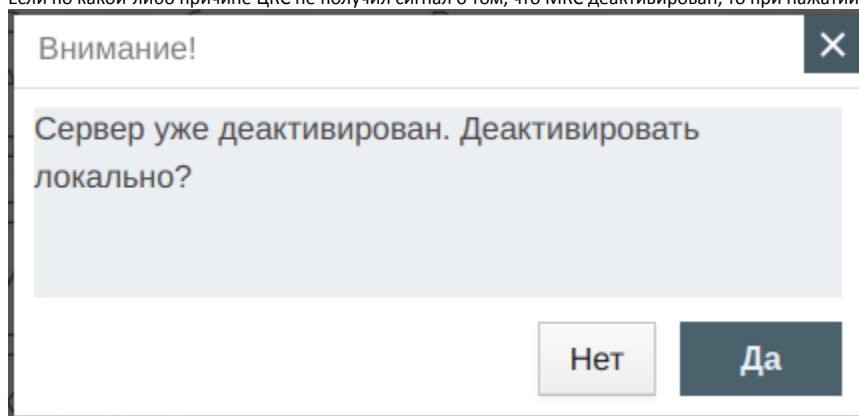 Если по какой-либо причине ЦКС не получил сигнал о том, что МКС деактивирован, то при нажатии
Внимание!
Сервер уже деактивирован. Деактивировать
локально?
Нет Да